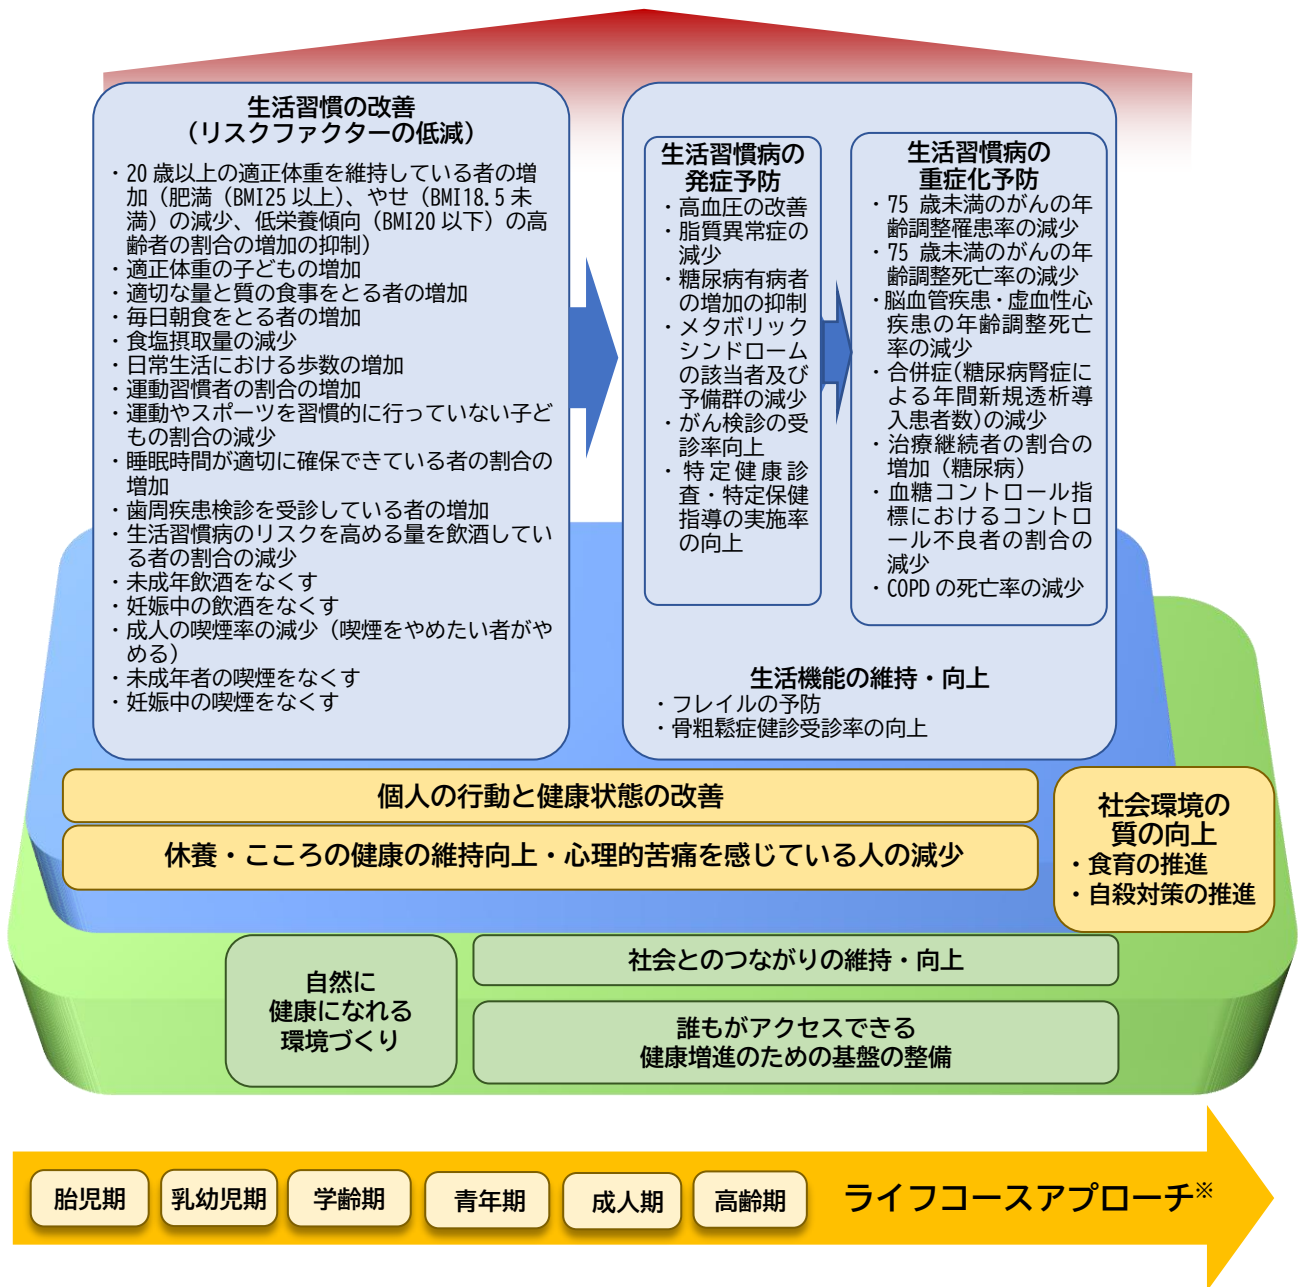 生活習慣の改善
（リスクファクターの低減）
・20 歳以上の適正体重を維持している者の増
加（肥満（BMI25 以上）、やせ（BMI18.5 未
満）の減少、低栄養傾向（BMI20 以下）の高
齢者の割合の増加の抑制）
・適正体重の子どもの増加
・適切な量と質の食事をとる者の増加
・毎日朝食をとる者の増加
・食塩摂取量の減少
・日常生活における歩数の増加
・運動習慣者の割合の増加
・運動やスポーツを習慣的に行っていない子ど
もの割合の減少
・睡眠時間が適切に確保できている者の割合の
増加
・歯周疾患検診を受診している者の増加
・生活習慣病のリスクを高める量を飲酒してい
る者の割合の減少
・未成年飲酒をなくす
・妊娠中の飲酒をなくす
・成人の喫煙率の減少（喫煙をやめたい者がや
める）
・未成年者の喫煙をなくす
・妊娠中の喫煙をなくす
生活習慣病の
発症予防
・高血圧の改善
・脂質異常症の
減少
・糖尿病有病者
の増加の抑制
・メタボリック
シンドローム
の該当者及び
予備群の減少
・がん検診の受
診率向上
・特定健康診
査・特定保健
指導の実施率
の向上
生活習慣病の
重症化予防
・75 歳未満のがんの年
齢調整罹患率の減少
・75 歳未満のがんの年
齢調整死亡率の減少
・脳血管疾患・虚血性心
疾患の年齢調整死亡
率の減少
・合併症(糖尿病腎症に
よる年間新規透析導
入患者数)の減少
・治療継続者の割合の
増加（糖尿病）
・血糖コントロール指
標におけるコントロ
ール不良者の割合の
減少
・COPD の死亡率の減少
生活機能の維持・向上
・フレイルの予防
・骨粗鬆症健診受診率の向上
個人の行動と健康状態の改善
休養・こころの健康の維持向上・心理的苦痛を感じている人の減少
社会環境の
質の向上
・食育の推進
・自殺対策の推進
自然に
健康になれる
環境づくり
社会とのつながりの維持・向上
誰もがアクセスできる
健康増進のための基盤の整備
胎児期
乳幼児期
学齢期
青年期
成人期
高齢期
ライフコースアプローチ※